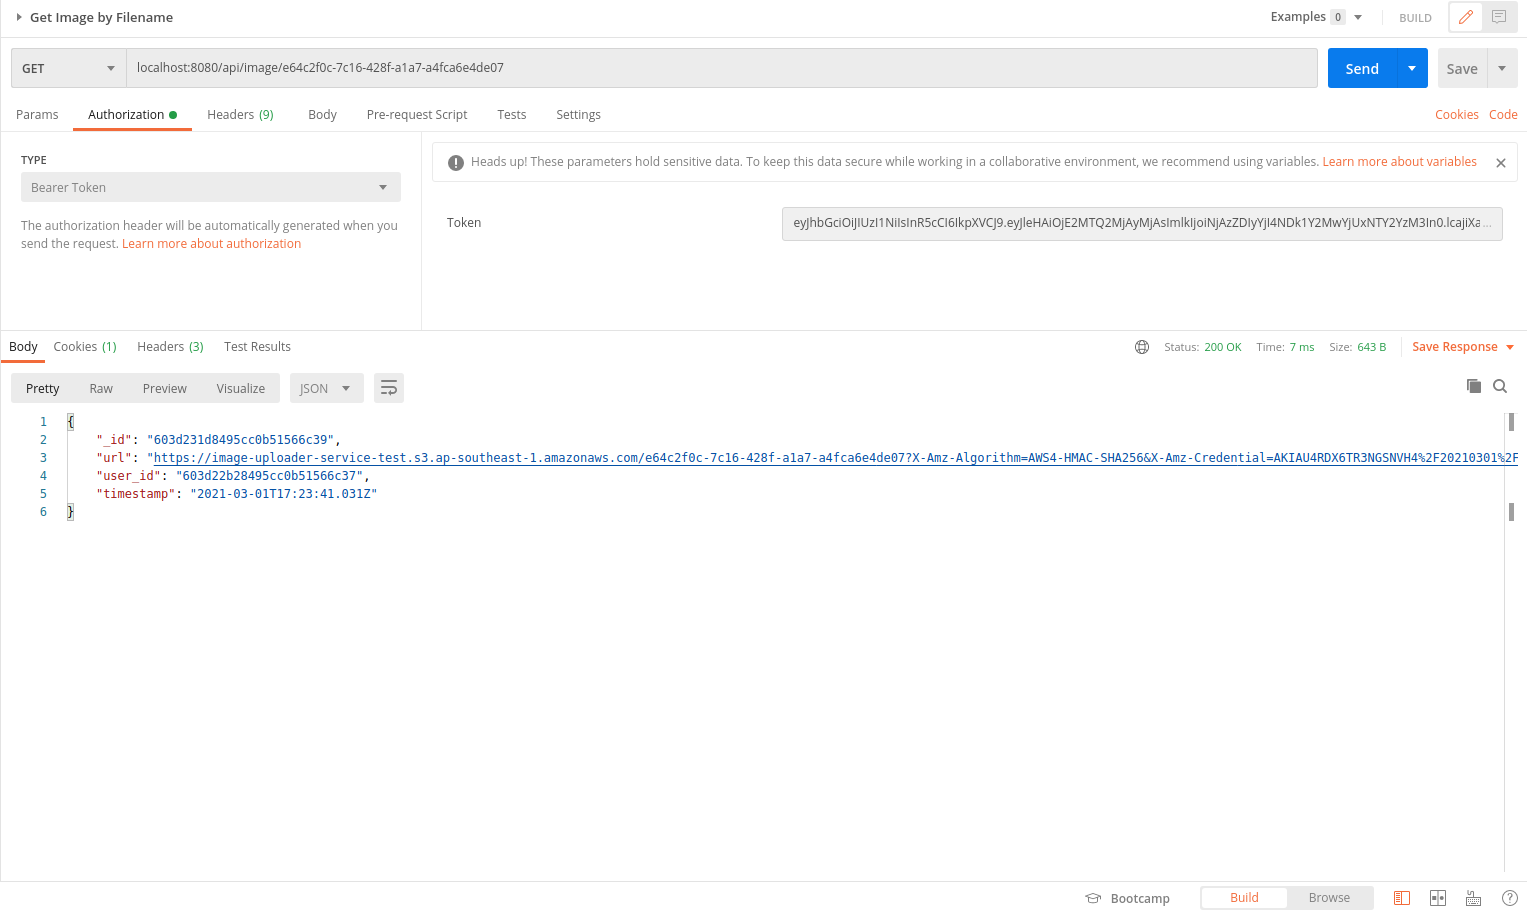 Get Image by Filename
Examples 0
BUILD
GET
localhost:8080/api/image/e64c2f0c-7c16-428f-a1a7-a4fca6e4de07
Send
Save
Params
Authorization
Headers (9)
Body
Pre-request Script
Tests
Settings
Cookies
Code
TYPE
Bearer Token
The authorization header will be automatically generated when you
send the request. Learn more about authorization
! Heads up! These parameters hold sensitive data. To keep this data secure while working in a collaborative environment, we recommend using variables. Learn more about variables
Token
eyJhbGciOiJIUzI1NiIsInR5cCI6IkpXVCJ9.eyJleHAiOjE2MTQ2MjAyMjAsImlkIjoiNjAzZDIyYjI4NDk1Y2MwYjUxNTY2YzM3In0.lcajiXa...
Body
Cookies (1)
Headers (3)
Test Results
Status: 200 OK
Time: 7 ms
Size: 643 B
Save Response
Pretty
Raw
Preview
Visualize
JSON
1 {
2 "_id": "603d231d8495cc0b51566c39",
3 "url": "https://image-uploader-service-test.s3.ap-southeast-1.amazonaws.com/e64c2f0c-7c16-428f-a1a7-a4fca6e4de07?X-Amz-Algorithm=AWS4-HMAC-SHA256&X-Amz-Credential=AKIAU4RDX6TR3NGSNVH4%2F20210301%2F
4 "user_id": "603d22b28495cc0b51566c37",
5 "timestamp": "2021-03-01T17:23:41.031Z"
6 }
Bootcamp
Build
Browse
?